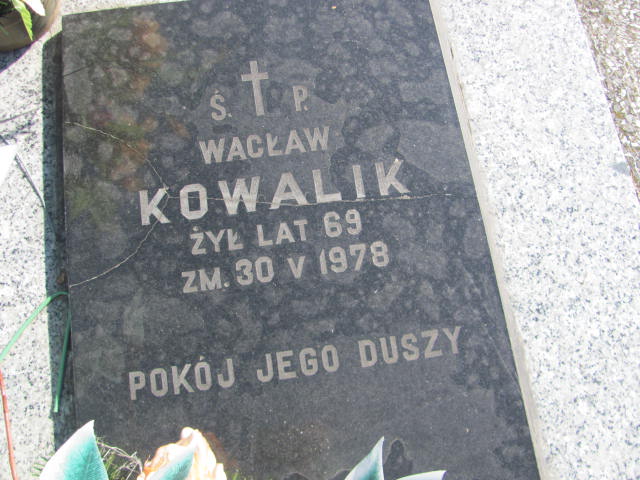 Ś. P.
WACŁAW
KOWALIK
ŻYŁ LAT 69
ZM. 30 V 1978
POKÓJ JEGO DUSZY